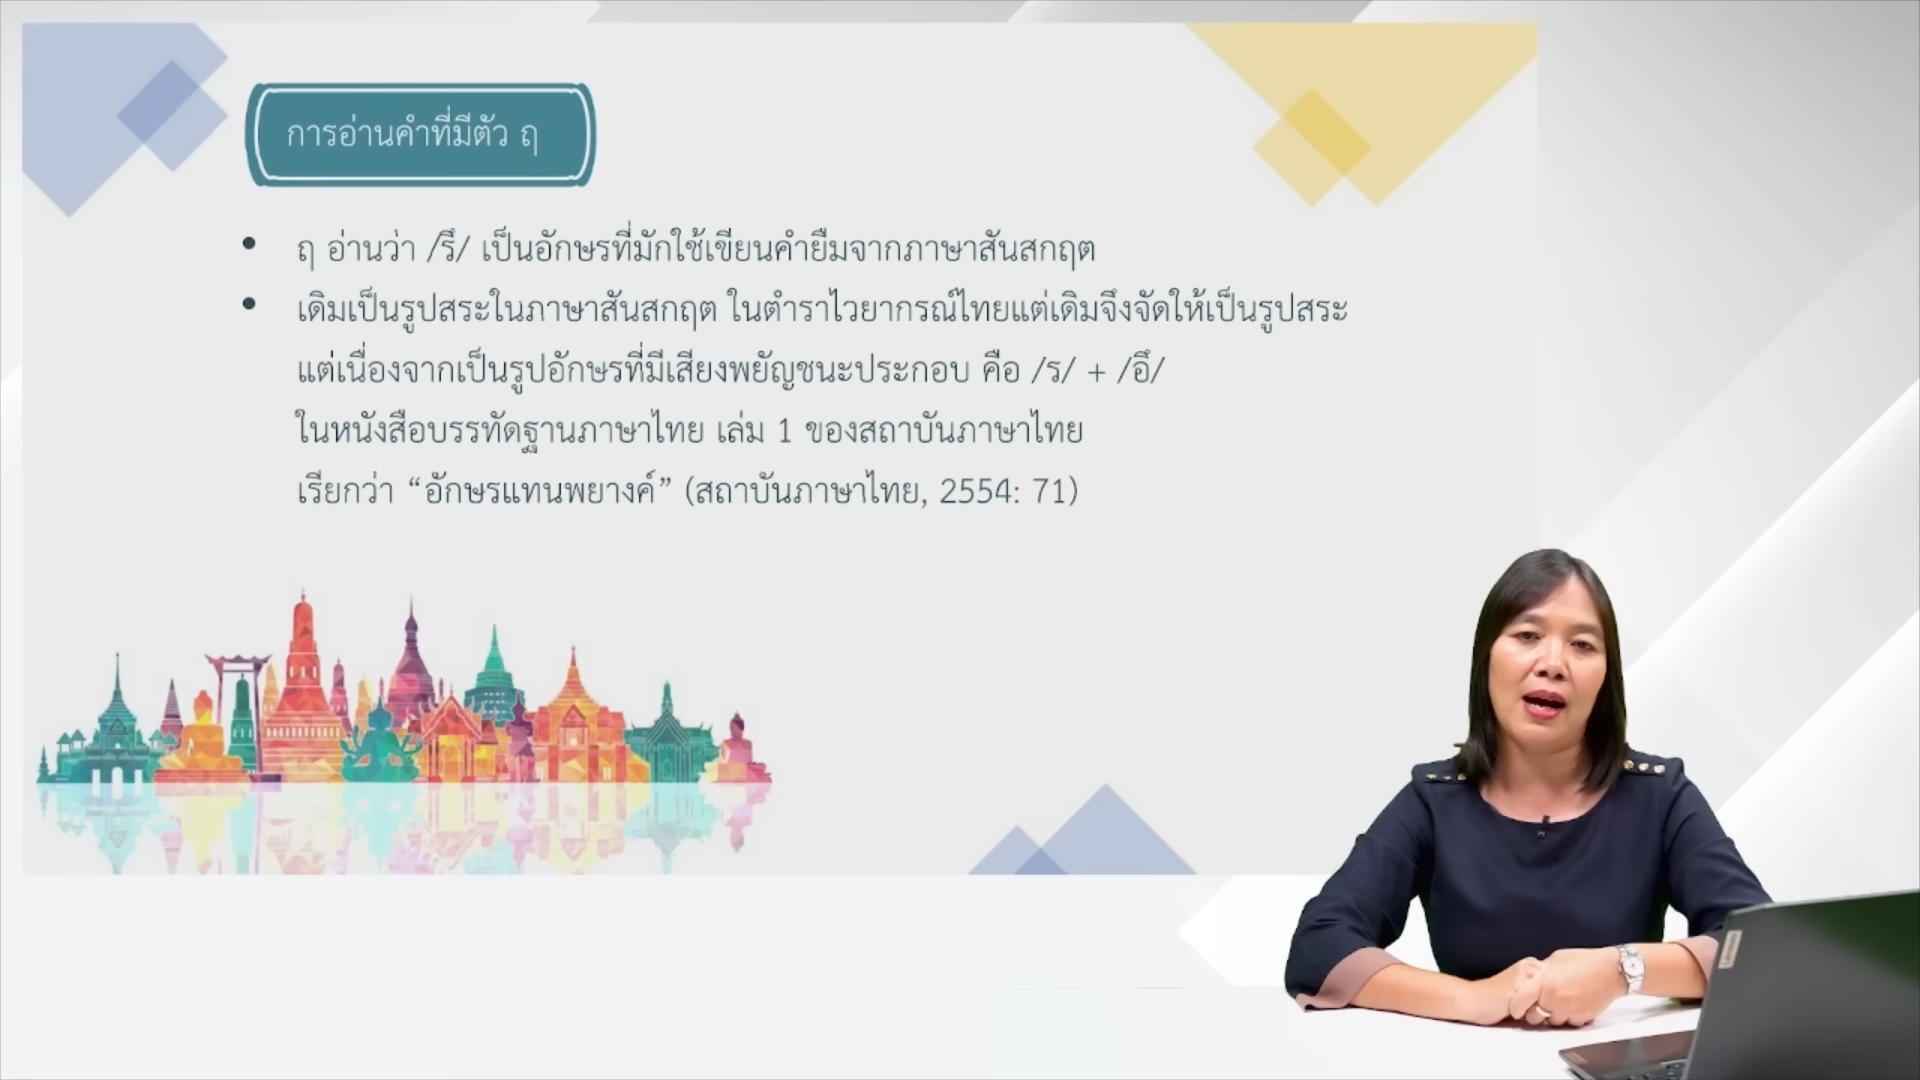 การอ่านคำที่มีตัว ฤ
• ฤ อ่านว่า /รึ/ เป็นอักษรที่มักใช้เขียนคำยืมจากภาษาสันสกฤต
• เดิมเป็นรูปสระในภาษาสันสกฤต ในตำราไวยากรณ์ไทยแต่เดิมจึงจัดให้เป็นรูปสระ
แต่เนื่องจากเป็นรูปอักษรที่มีเสียงพยัญชนะประกอบ คือ /ร/ + /อึ/
ในหนังสือบรรทัดฐานภาษาไทย เล่ม 1 ของสถาบันภาษาไทย
เรียกว่า “อักษรแทนพยางค์” (สถาบันภาษาไทย, 2554: 71)